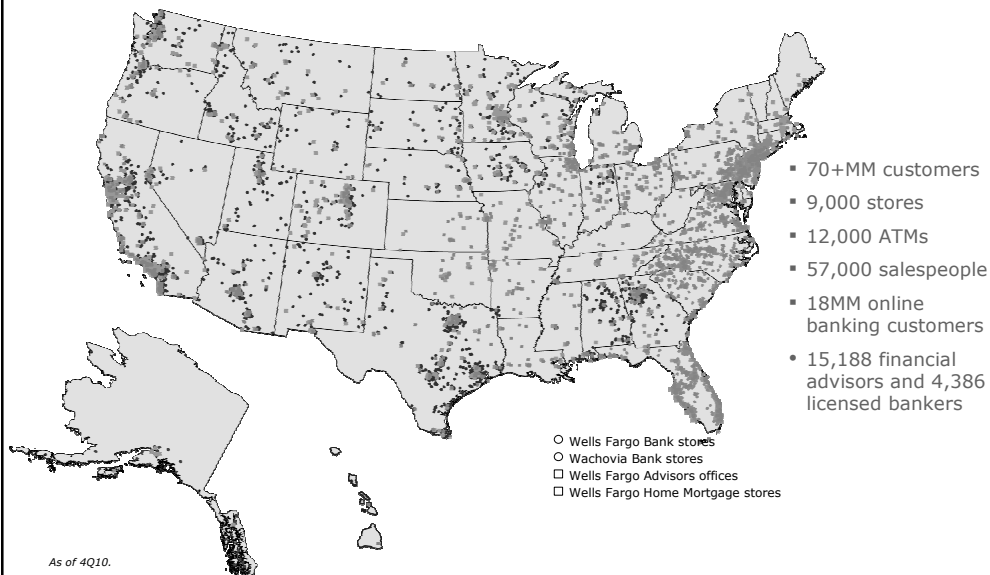 70+MM customers
9,000 stores
12,000 ATMs
57,000 salespeople
18MM online
banking customers
15,188 financial
advisors and 4,386
licensed bankers
Wells Fargo Bank stores
Wachovia Bank stores
Wells Fargo Advisors offices
Wells Fargo Home Mortgage stores
As of 4Q10.